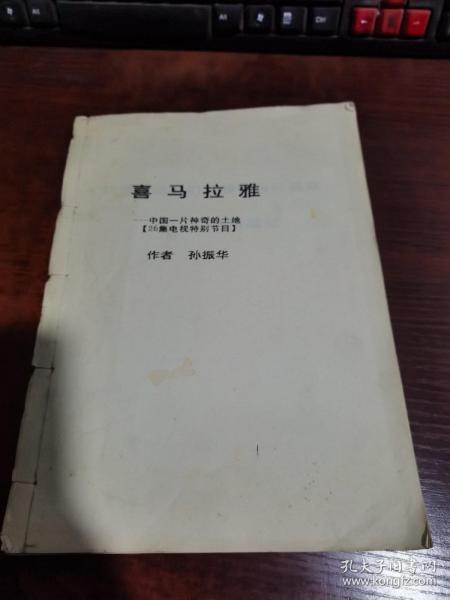 喜马拉雅
—中国一片神奇的土地
【26集电视特别节目】
作者 孙振华
孔夫子旧书网
www.kongfz.com